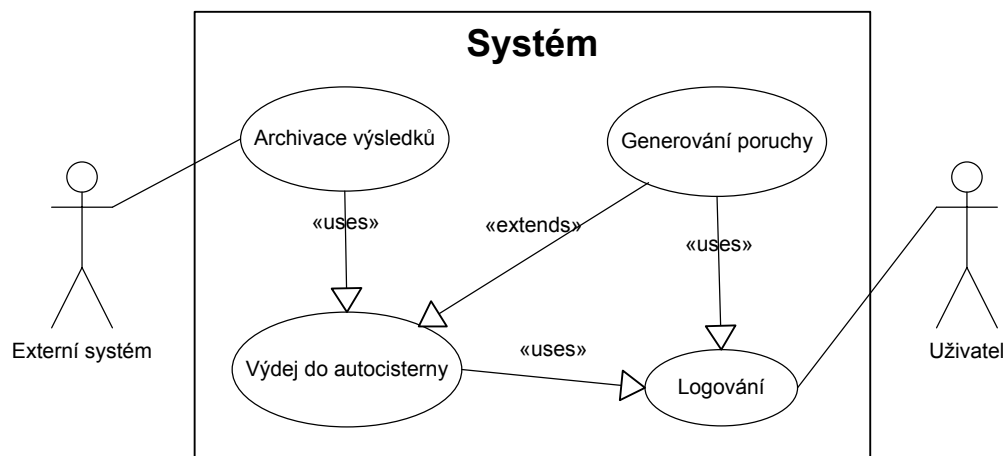 Systém
Archivace výsledků
Generování poruchy
«uses»
«extends»
«uses»
Externí systém
Výdej do autocisterny
«uses»
Logování
Uživatel